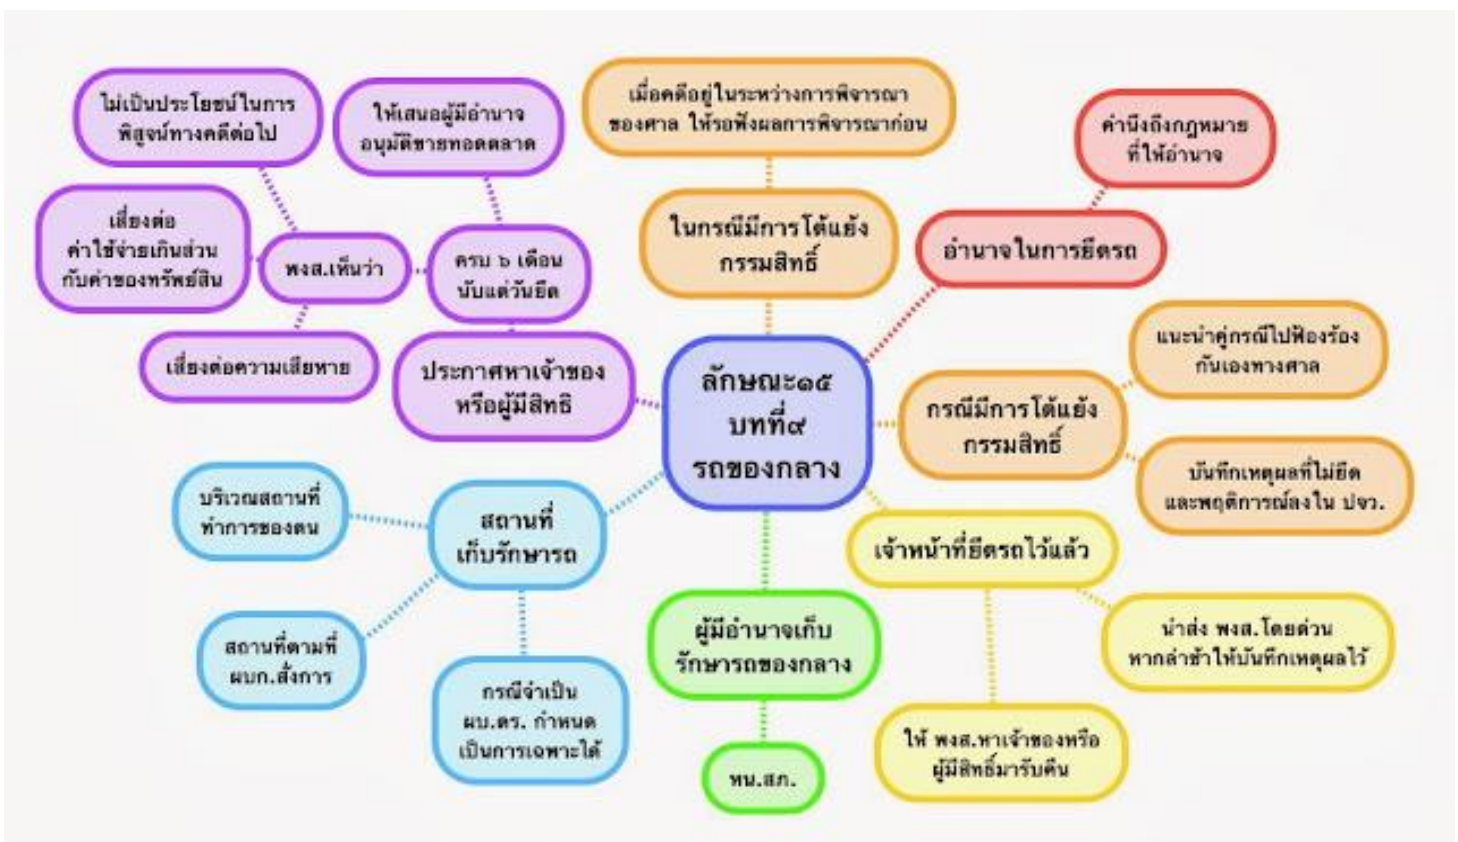 ไม่เป็นประโยชน์ในการ
พิสูจน์ทางคดีต่อไป
ให้เสนอผู้มีอำนาจ
อนุมัติขายทอดตลาด
เสี่ยงต่อ
ค่าใช้จ่ายเกินส่วน
กับค่าของทรัพย์สิน
พงส.เห็นว่า
ครบ ๖ เดือน
นับแต่วันยึด
เสี่ยงต่อความเสียหาย
ประกาศหาเจ้าของ
หรือผู้มีสิทธิ
เมื่อคดีอยู่ในระหว่างการพิจารณา
ของศาล ให้รอฟังผลการพิจารณาก่อน
ในกรณีมีการโต้แย้ง
กรรมสิทธิ์
คำนึงถึงกฎหมาย
ที่ให้อำนาจ
อำนาจในการยึดรถ
ลักษณะ๑๕
บทที่๙
รถของกลาง
แนะนำคู่กรณีไปฟ้องร้อง
กันเองทางศาล
กรณีมีการโต้แย้ง
กรรมสิทธิ์
บันทึกเหตุผลที่ไม่ยึด
และพฤติการณ์ลงใน ปจว.
บริเวณสถานที่
ทำการของตน
สถานที่
เก็บรักษารถ
สถานที่ตามที่
ผบก.สั่งการ
กรณีจำเป็น
ผบ.ตร. กำหนด
เป็นการเฉพาะได้
ผู้มีอำนาจเก็บ
รักษารถของกลาง
หน.สภ.
เจ้าหน้าที่ยึดรถไว้แล้ว
นำส่ง พงส.โดยด่วน
หากล่าช้าให้บันทึกเหตุผลไว้
ให้ พงส.หาเจ้าของหรือ
ผู้มีสิทธิ์มารับคืน